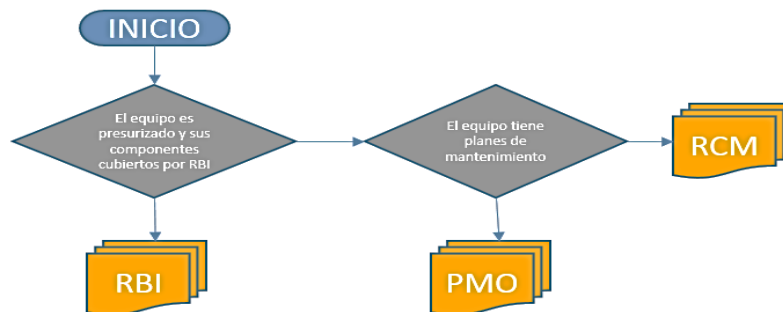 INICIO
El equipo es
presurizado y sus
componentes
cubiertos por RBI
El equipo tiene
planes de
mantenimiento
RCM
RBI
PMO